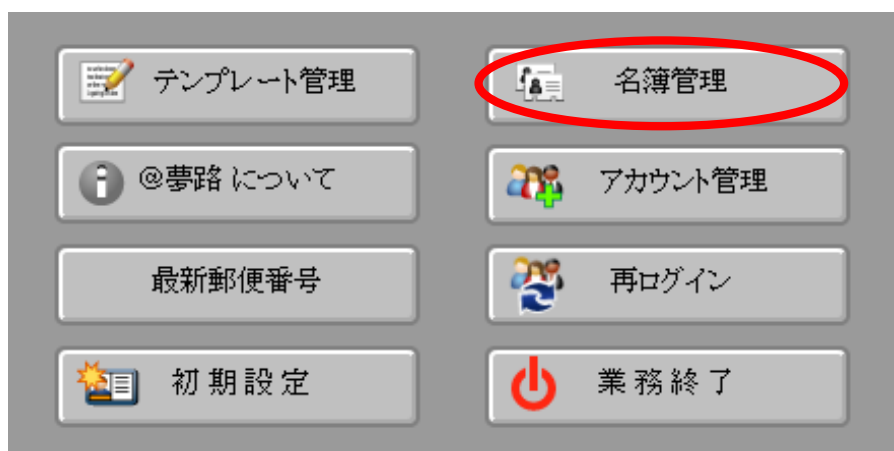 テンプレート管理
名簿管理
@夢路について
アカウント管理
最新郵便番号
再ログイン
初期設定
業務終了